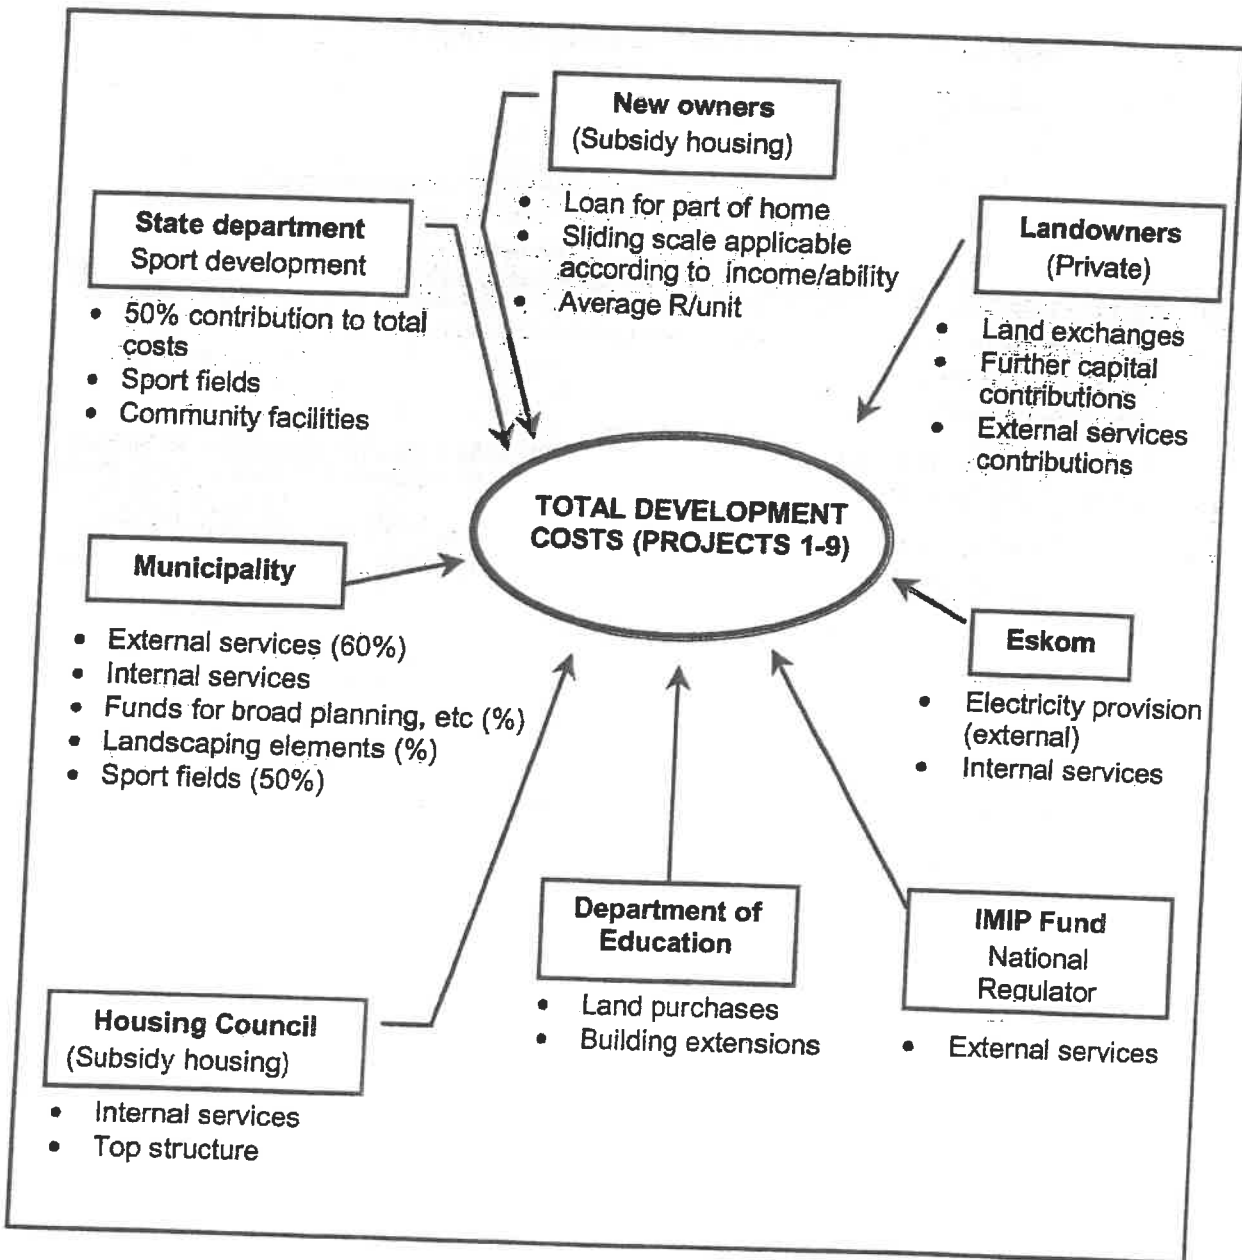 New owners
(Subsidy housing)
• Loan for part of home
• Sliding scale applicable
according to income/ability
• Average R/unit
State department
Sport development
• 50% contribution to total
costs
• Sport fields
• Community facilities
Landowners
(Private)
• Land exchanges
• Further capital
contributions
• External services
contributions
TOTAL DEVELOPMENT
COSTS (PROJECTS 1-9)
Municipality
• External services (60%)
• Internal services
• Funds for broad planning, etc (%)
• Landscaping elements (%)
• Sport fields (50%)
Eskom
• Electricity provision
(external)
• Internal services
Housing Council
(Subsidy housing)
• Internal services
• Top structure
Department of
Education
• Land purchases
• Building extensions
IMIP Fund
National
Regulator
• External services